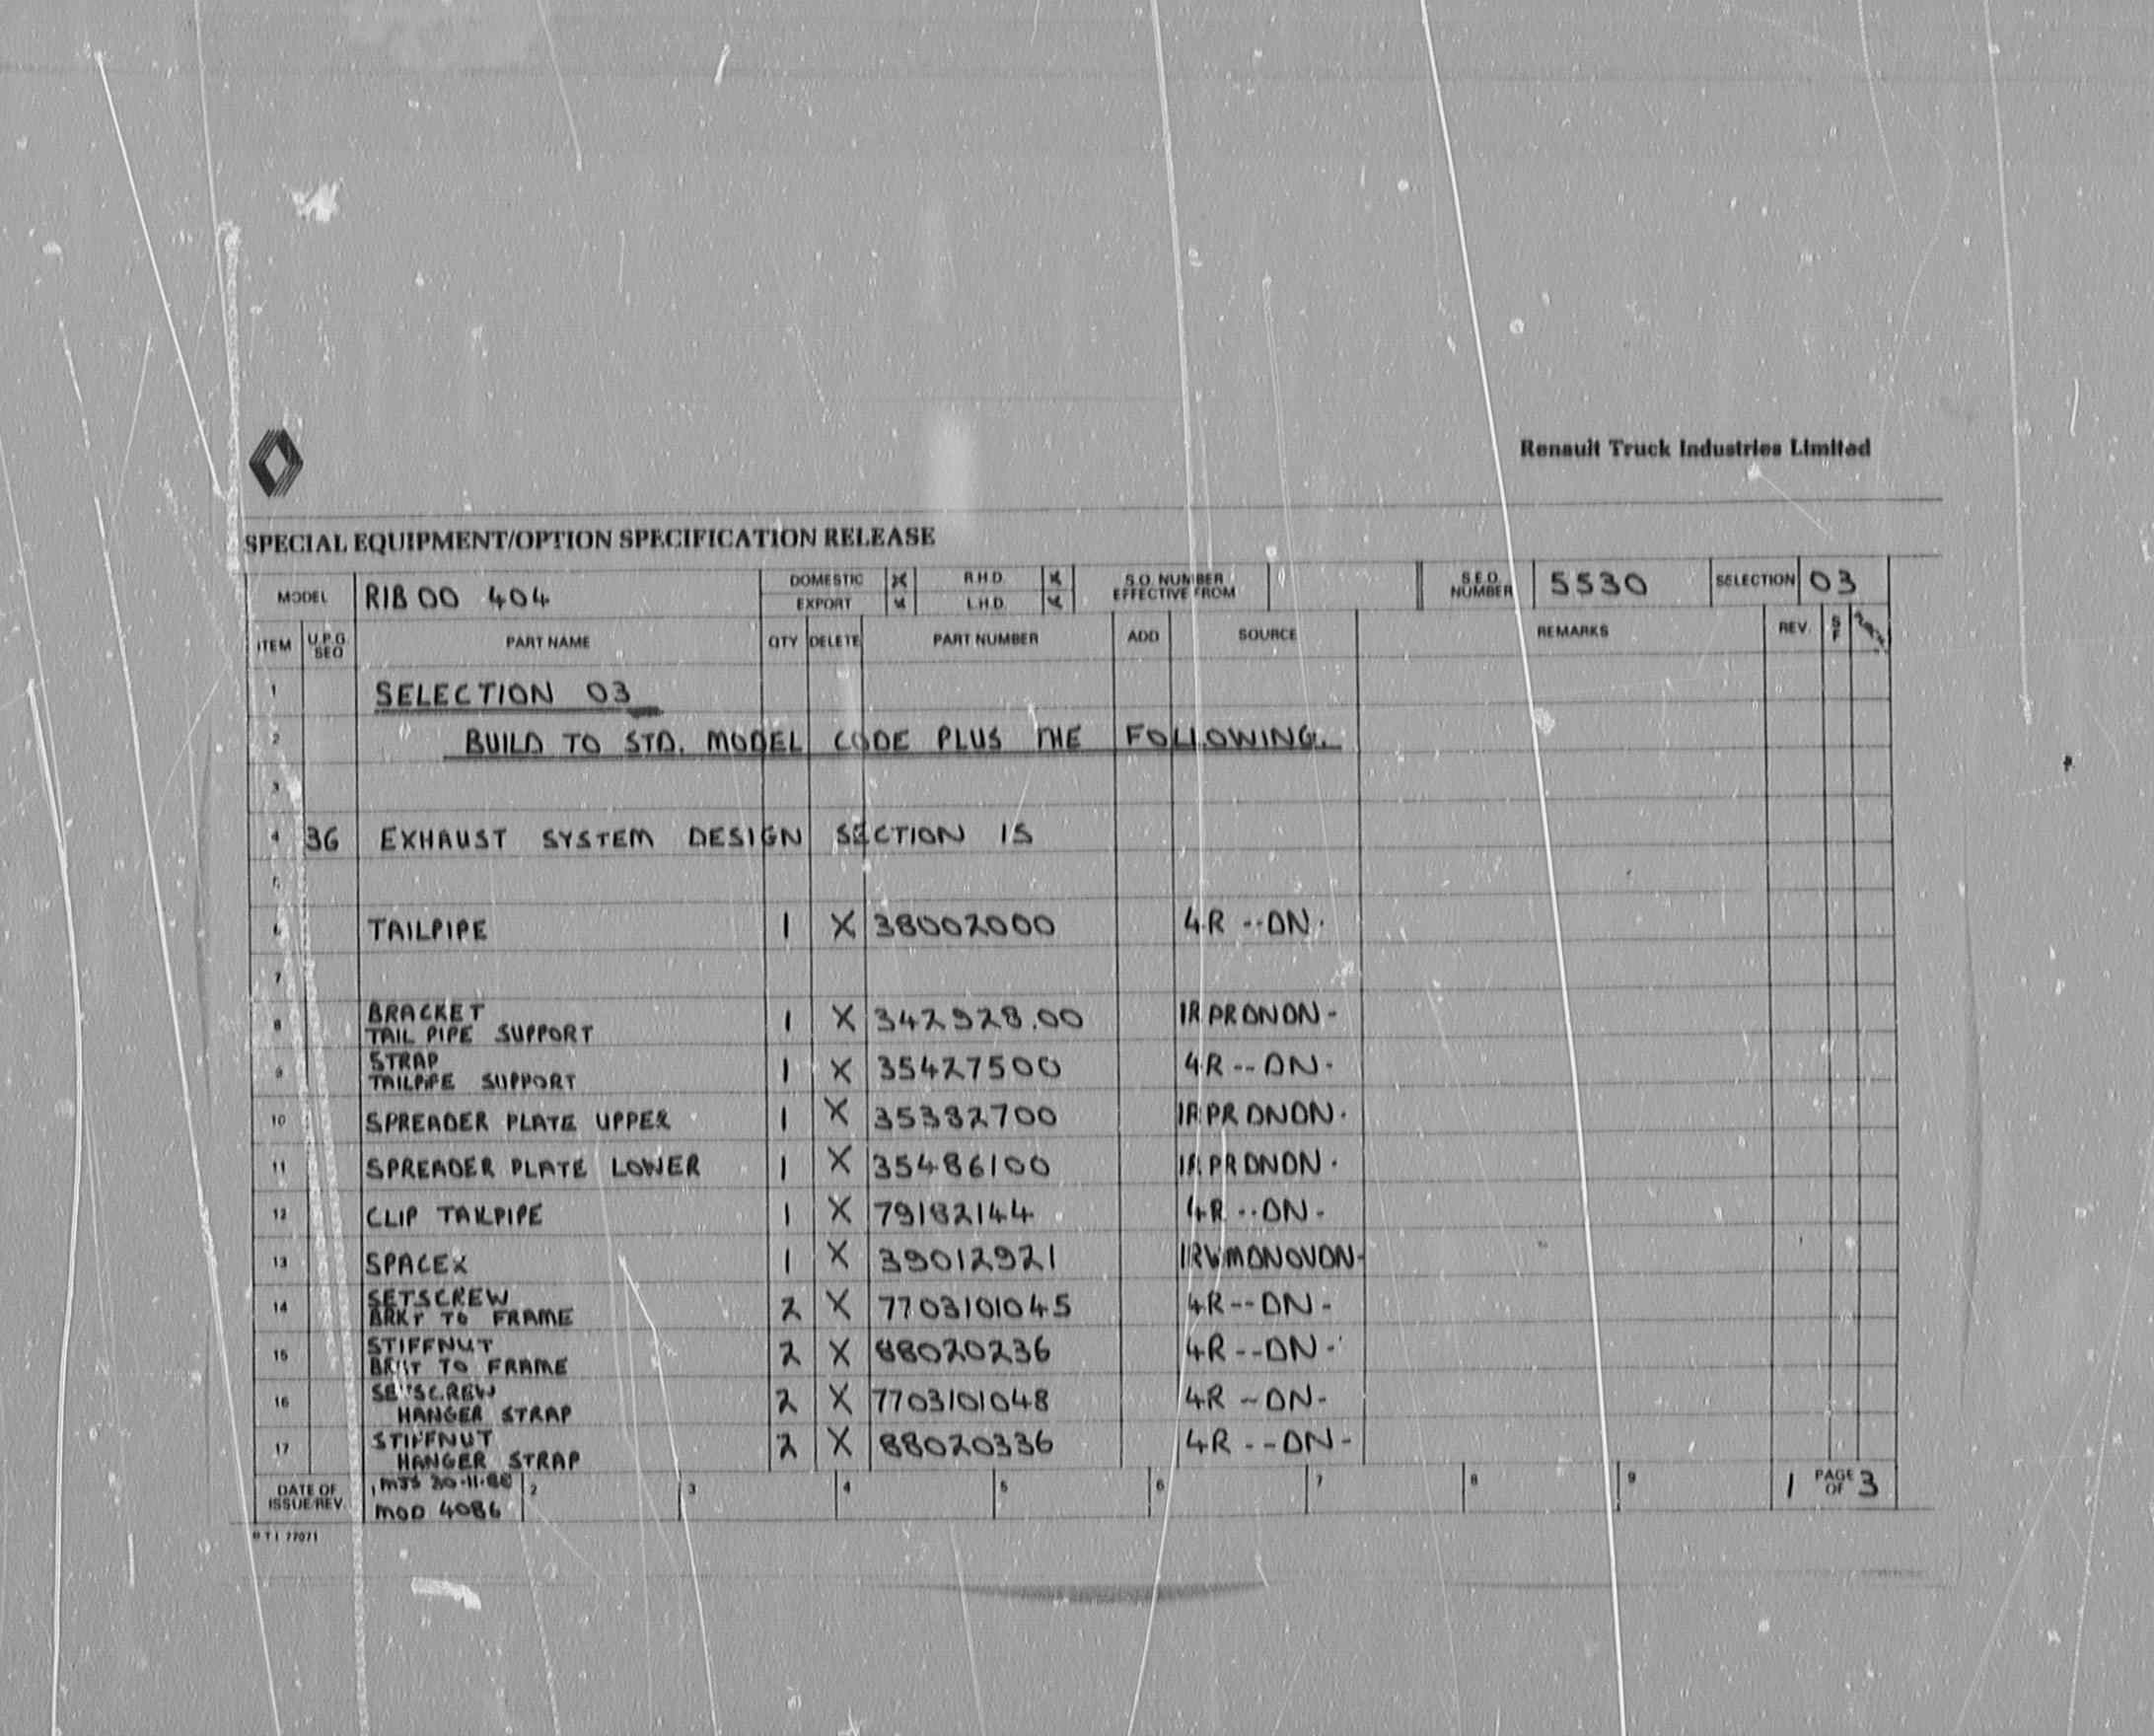 Renault Truck Industries Limited
SPECIAL EQUIPMENT/OPTION SPECIFICATION RELEASE
MODEL RIB 00 404 DOMESTIC X R.H.D. X S.O. NUMBER EFFECTIVE FROM S.E.O. NUMBER 5530 SELECTION 03
EXPORT X L.H.D. X
ITEM U.P.G. SEQ PART NAME QTY DELETE PART NUMBER ADD SOURCE REMARKS REV. S F
1 SELECTION 03
2 BUILD TO STD. MODEL CODE PLUS THE FOLLOWING.
3
4 36 EXHAUST SYSTEM DESIGN SECTION 15
5
6 TAILPIPE 1 X 38002000 4R --DN-
7
8 BRACKET TAIL PIPE SUPPORT 1 X 342928.00 1RPRDNDN-
9 STRAP TAILPIPE SUPPORT 1 X 35427500 4R--DN-
10 SPREADER PLATE UPPER 1 X 35382700 1RPRDNDN-
11 SPREADER PLATE LOWER 1 X 35486100 1RPRDNDN-
12 CLIP TAILPIPE 1 X 79182144 4R--DN-
13 SPACER 1 X 39012921
14 SETSCREW BRKT TO FRAME 2 X 7703101045 4R--DN-
15 STIFFNUT BRKT TO FRAME 2 X 88020236 4R--DN-
16 SETSCREW HANGER STRAP 2 X 7703101048 4R--DN-
17 STIFFNUT HANGER STRAP 2 X 88020336 4R--DN-
DATE OF ISSUE/REV. 1 MJS 30-11-88 2 3 4 5 6 7 8 9 1 PAGE OF 3
MOD 4086
RTI 77071